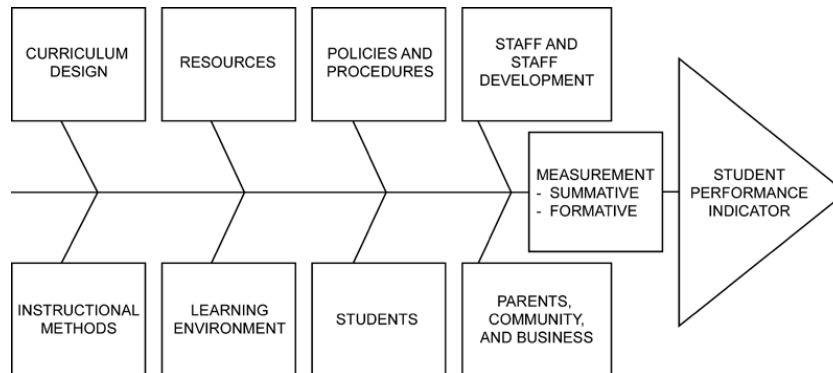 CURRICULUM
DESIGN
RESOURCES
POLICIES AND
PROCEDURES
STAFF AND
STAFF
DEVELOPMENT
MEASUREMENT
- SUMMATIVE
- FORMATIVE
STUDENT
PERFORMANCE
INDICATOR
INSTRUCTIONAL
METHODS
LEARNING
ENVIRONMENT
STUDENTS
PARENTS,
COMMUNITY,
AND BUSINESS